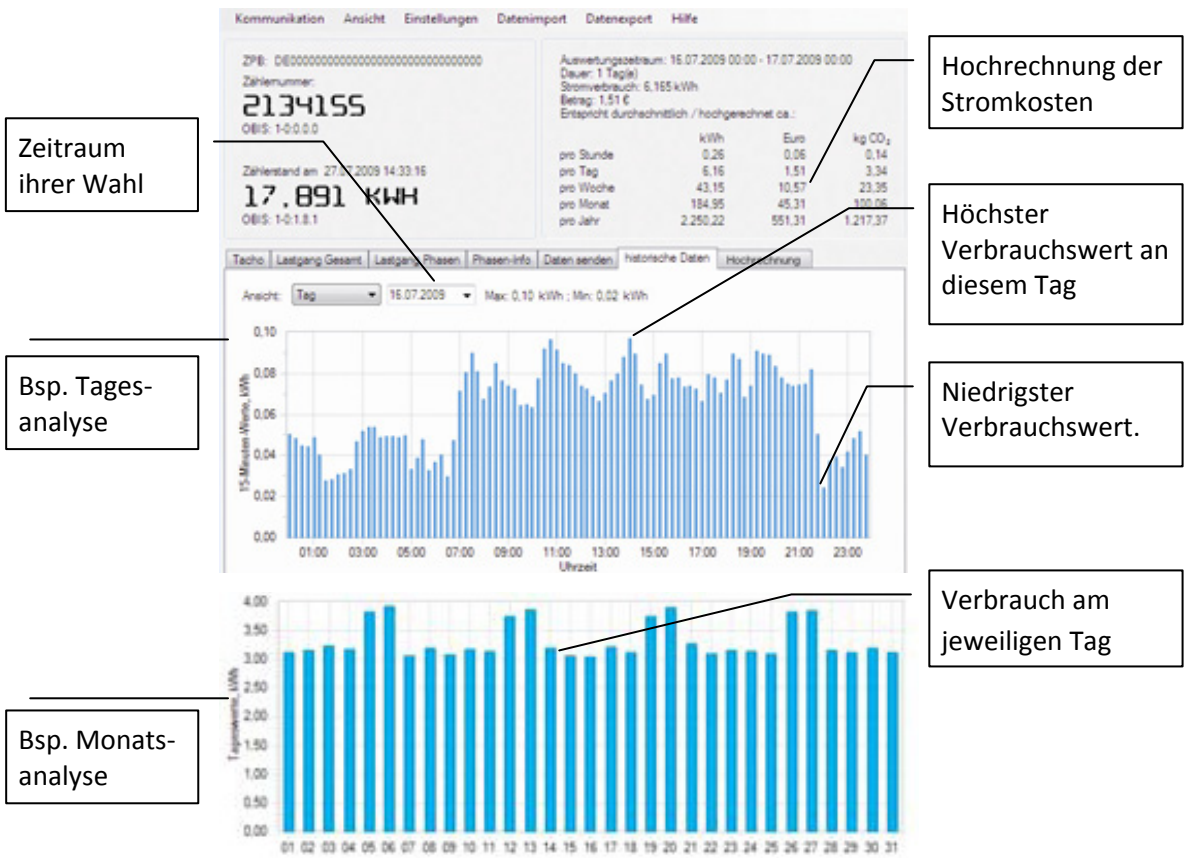 Kommunikation Ansicht Einstellungen Datenimport Datenexport Hilfe
Zählernummer:
2134155
OBIS: 1-0:0.0.0
Zählerstand am 27.07.2009 14:33:16
17.891 KWH
OBIS: 1-0:1.8.1
Auswertungszeitraum: 16.07.2009 00:00 - 17.07.2009 00:00
Dauer: 1 Tag(e)
Stromverbrauch: 6,165 kWh
Betrag: 1,51 €
Entspricht durchschnittlich / hochgerechnet ca.:
kWh Euro kg CO₂
pro Stunde 0,26 0,06 0,14
pro Tag 6,16 1,51 3,34
pro Woche 43,15 10,57 23,35
pro Monat 184,95 45,31 100,06
pro Jahr 2.250,22 551,31 1.217,37
Zeitraum
ihrer Wahl
Hochrechnung der
Stromkosten
Höchster
Verbrauchswert an
diesem Tag
Tacho Lastgang Gesamt Lastgang Phasen Phasen-Info Daten senden historische Daten Hochrechnung
Ansicht: Tag 16.07.2009 Max: 0,10 kWh ; Min: 0,02 kWh
Bsp. Tages-
analyse
15-Minuten-Werte, kWh
0,10
0,08
0,06
0,04
0,02
0,00
01:00 03:00 05:00 07:00 09:00 11:00 13:00 15:00 17:00 19:00 21:00 23:00
Uhrzeit
Niedrigster
Verbrauchswert.
Verbrauch am
jeweiligen Tag
Bsp. Monats-
analyse
Tageswerte, kWh
4.00
3.50
3.00
2.50
2.00
1.50
1.00
0.50
0.00
01 02 03 04 05 06 07 08 09 10 11 12 13 14 15 16 17 18 19 20 21 22 23 24 25 26 27 28 29 30 31